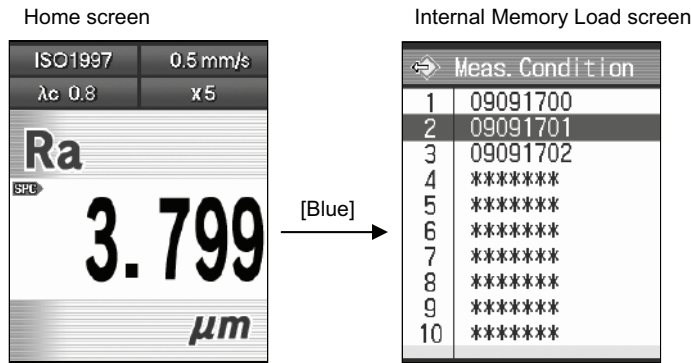 Home screen
Internal Memory Load screen
ISO1997 0.5 mm/s
λc 0.8 X5
Ra
SPC
3.799
µm
[Blue]
Meas. Condition
1 09091700
2 09091701
3 09091702
4 *******
5 *******
6 *******
7 *******
8 *******
9 *******
10 *******